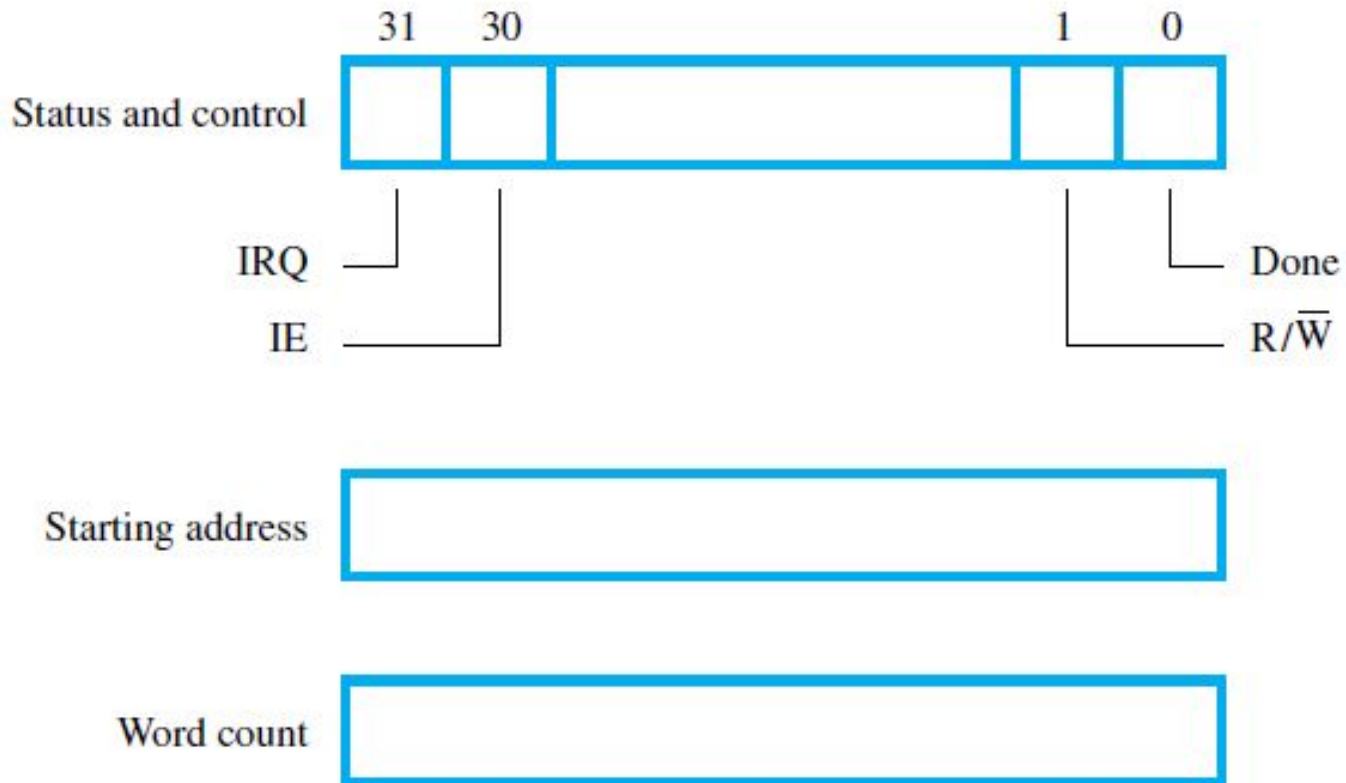 31 30 1 0
Status and control
IRQ Done
IE R/W̅
Starting address
Word count